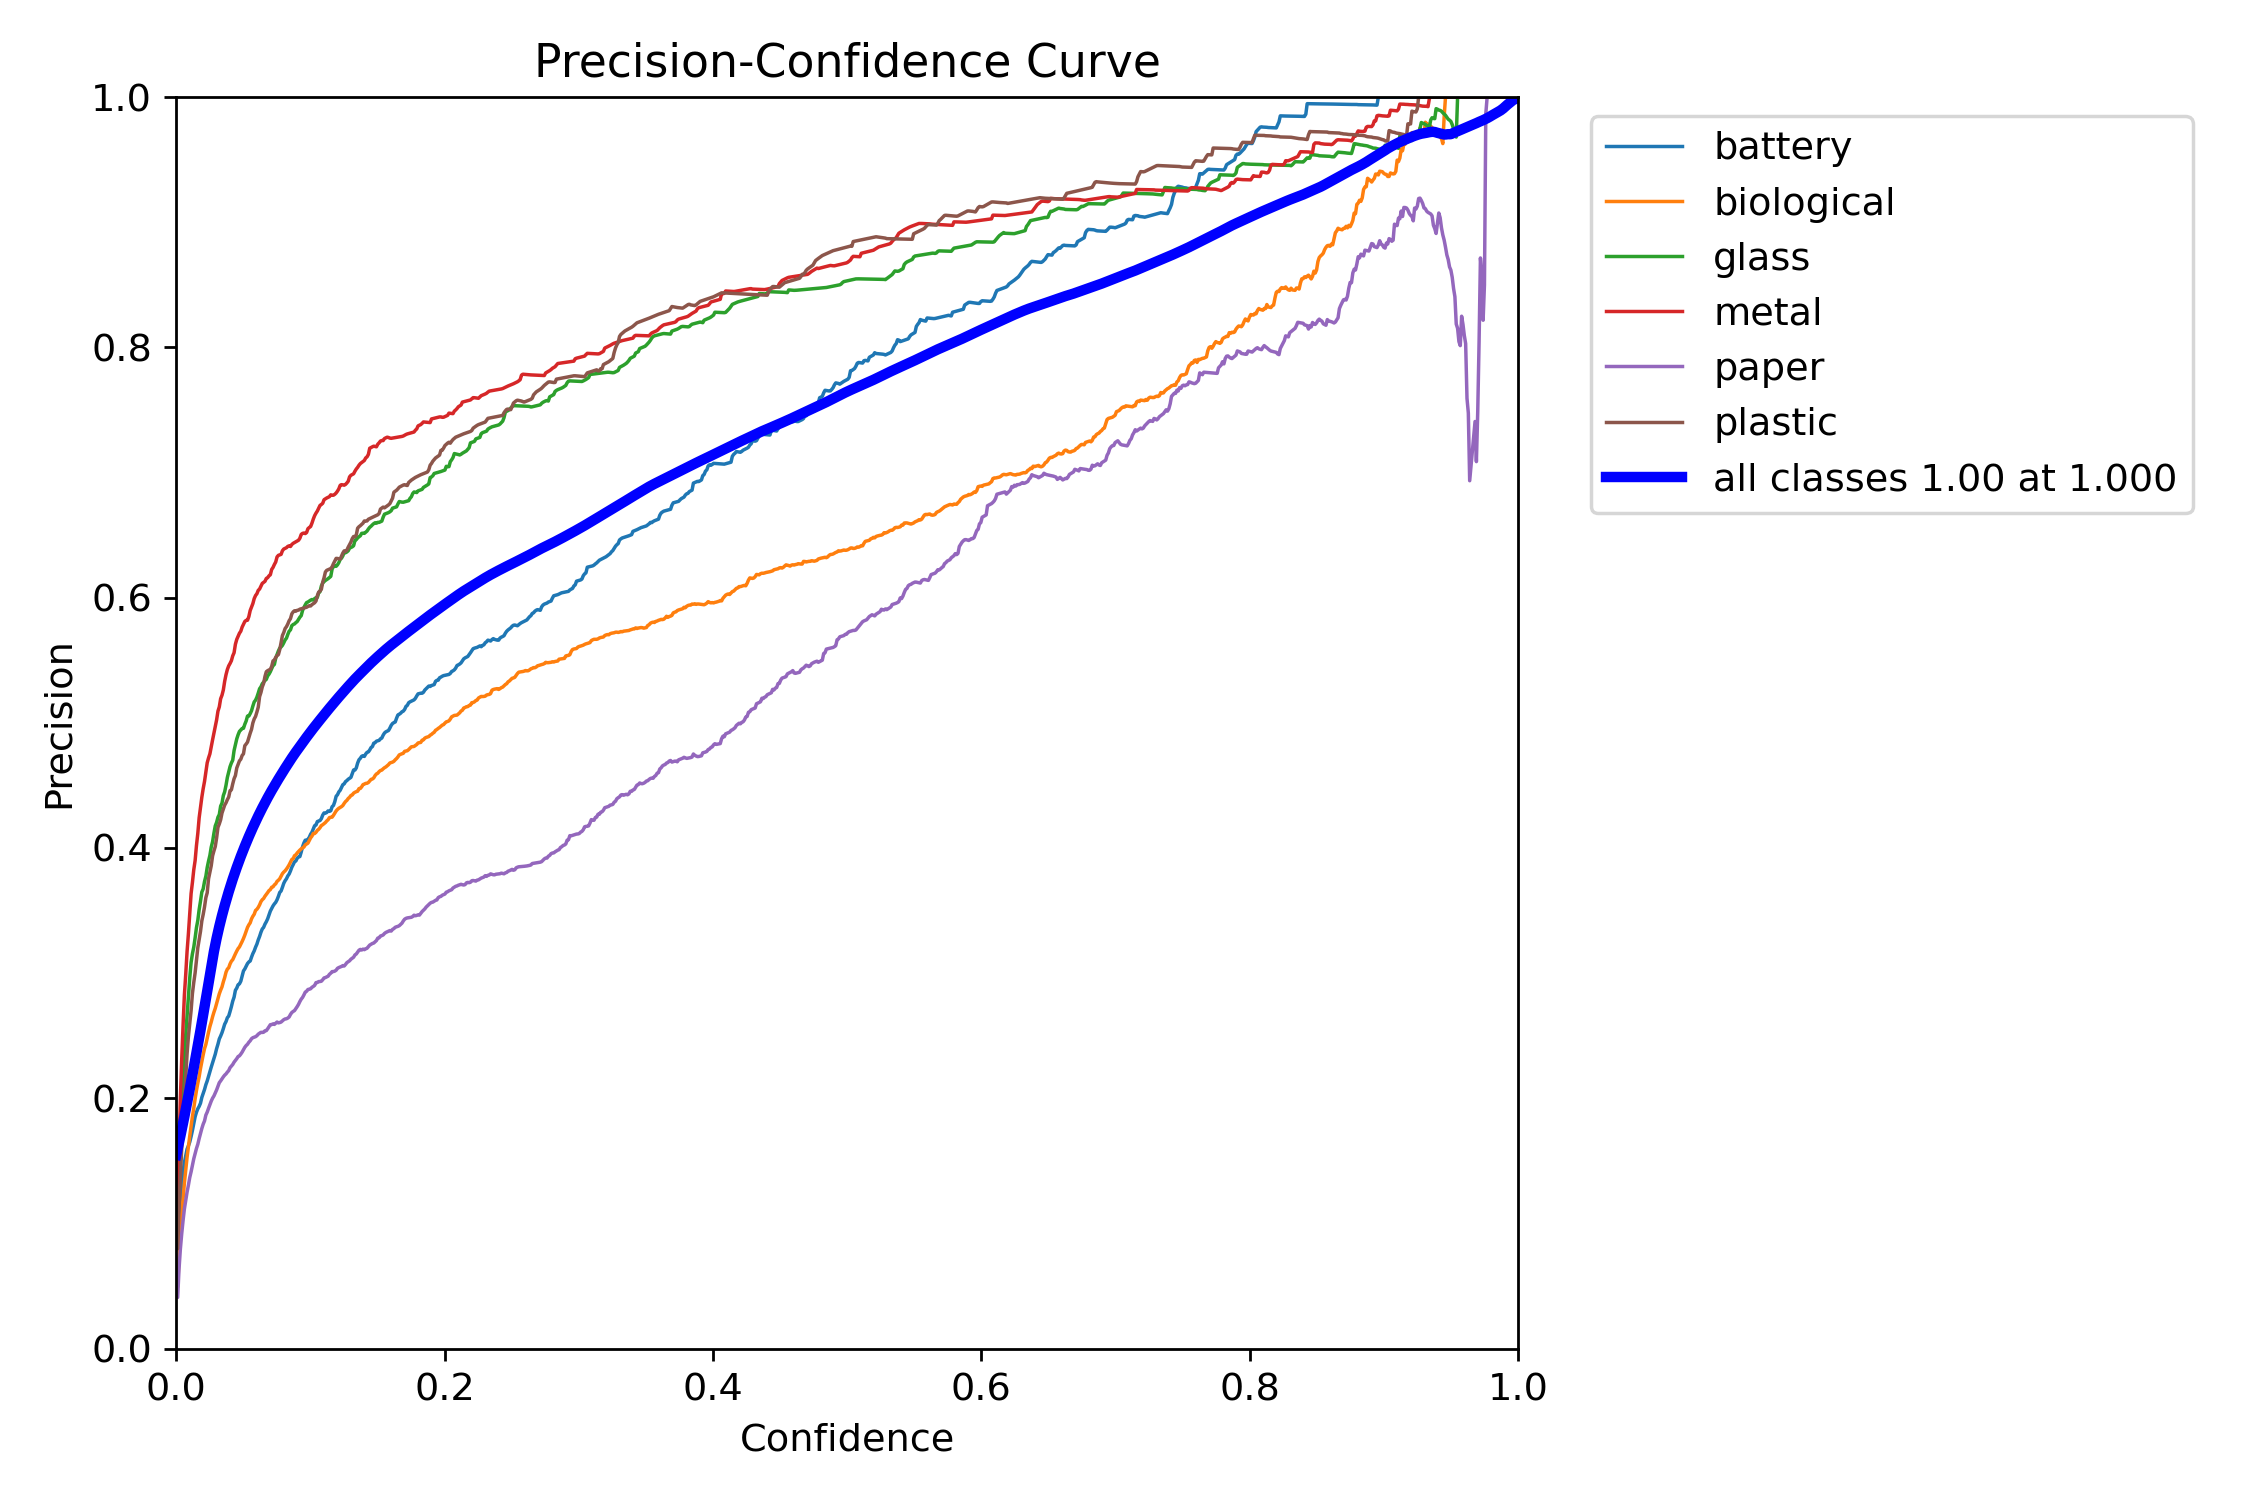 Precision-Confidence Curve
1.0
0.8
0.6
0.4
0.2
0.0
Precision
0.0 0.2 0.4 0.6 0.8 1.0
Confidence
battery
biological
glass
metal
paper
plastic
all classes 1.00 at 1.000